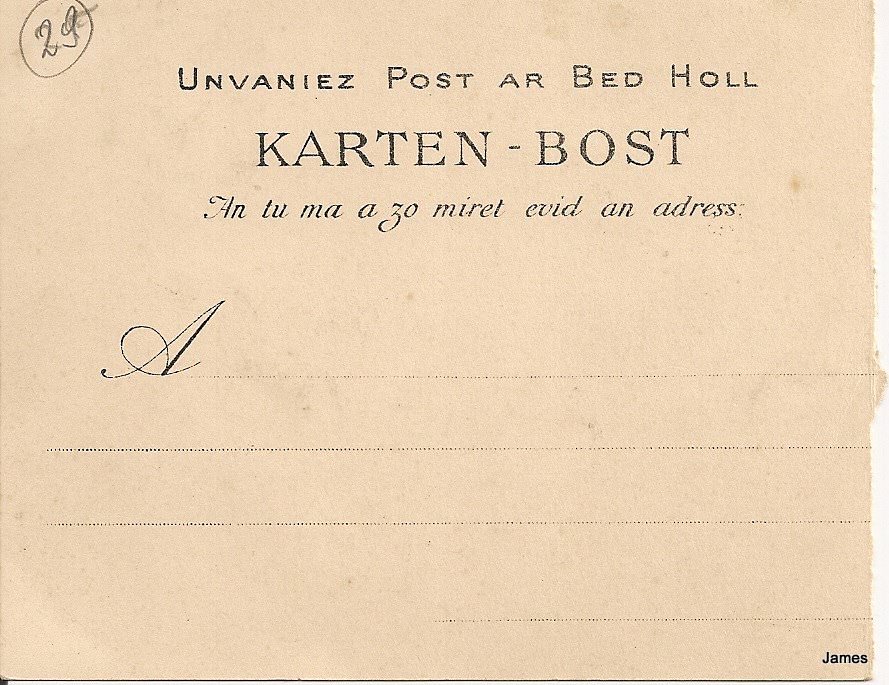 29
UNVANIEZ POST AR BED HOLL
KARTEN-BOST
An tu ma a zo miret evid an adress:
A
James